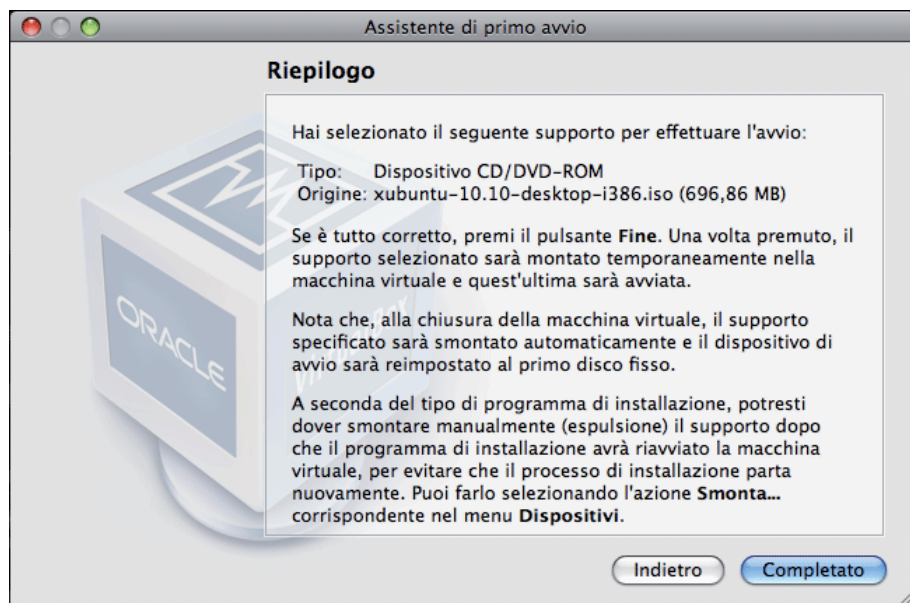 Assistente di primo avvio
Riepilogo
Hai selezionato il seguente supporto per effettuare l'avvio:
Tipo: Dispositivo CD/DVD-ROM
Origine: xubuntu-10.10-desktop-i386.iso (696,86 MB)
Se è tutto corretto, premi il pulsante Fine. Una volta premuto, il
supporto selezionato sarà montato temporaneamente nella
macchina virtuale e quest'ultima sarà avviata.
Nota che, alla chiusura della macchina virtuale, il supporto
specificato sarà smontato automaticamente e il dispositivo di
avvio sarà reimpostato al primo disco fisso.
A seconda del tipo di programma di installazione, potresti
dover smontare manualmente (espulsione) il supporto dopo
che il programma di installazione avrà riavviato la macchina
virtuale, per evitare che il processo di installazione parta
nuovamente. Puoi farlo selezionando l'azione Smonta...
corrispondente nel menu Dispositivi.
ORACLE
VirtualBox
Indietro
Completato